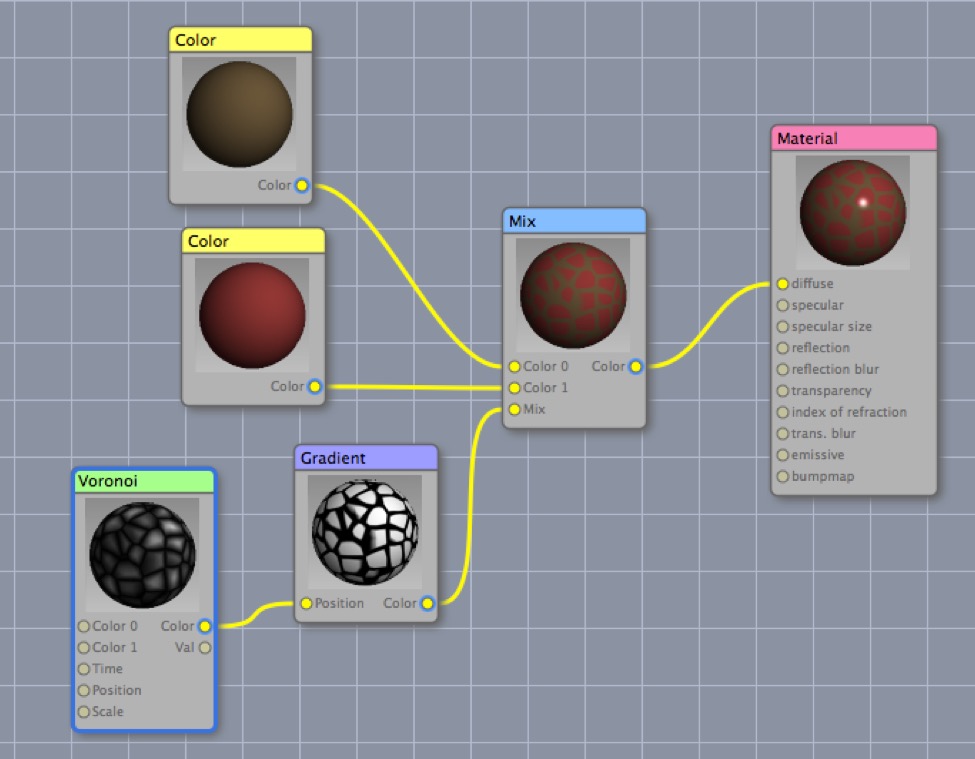 Color
Color
Color
Color
Mix
Color 0 Color
Color 1
Mix
Material
diffuse
specular
specular size
reflection
reflection blur
transparency
index of refraction
trans. blur
emissive
bumpmap
Gradient
Position Color
Voronoi
Color 0 Color
Color 1 Val
Time
Position
Scale